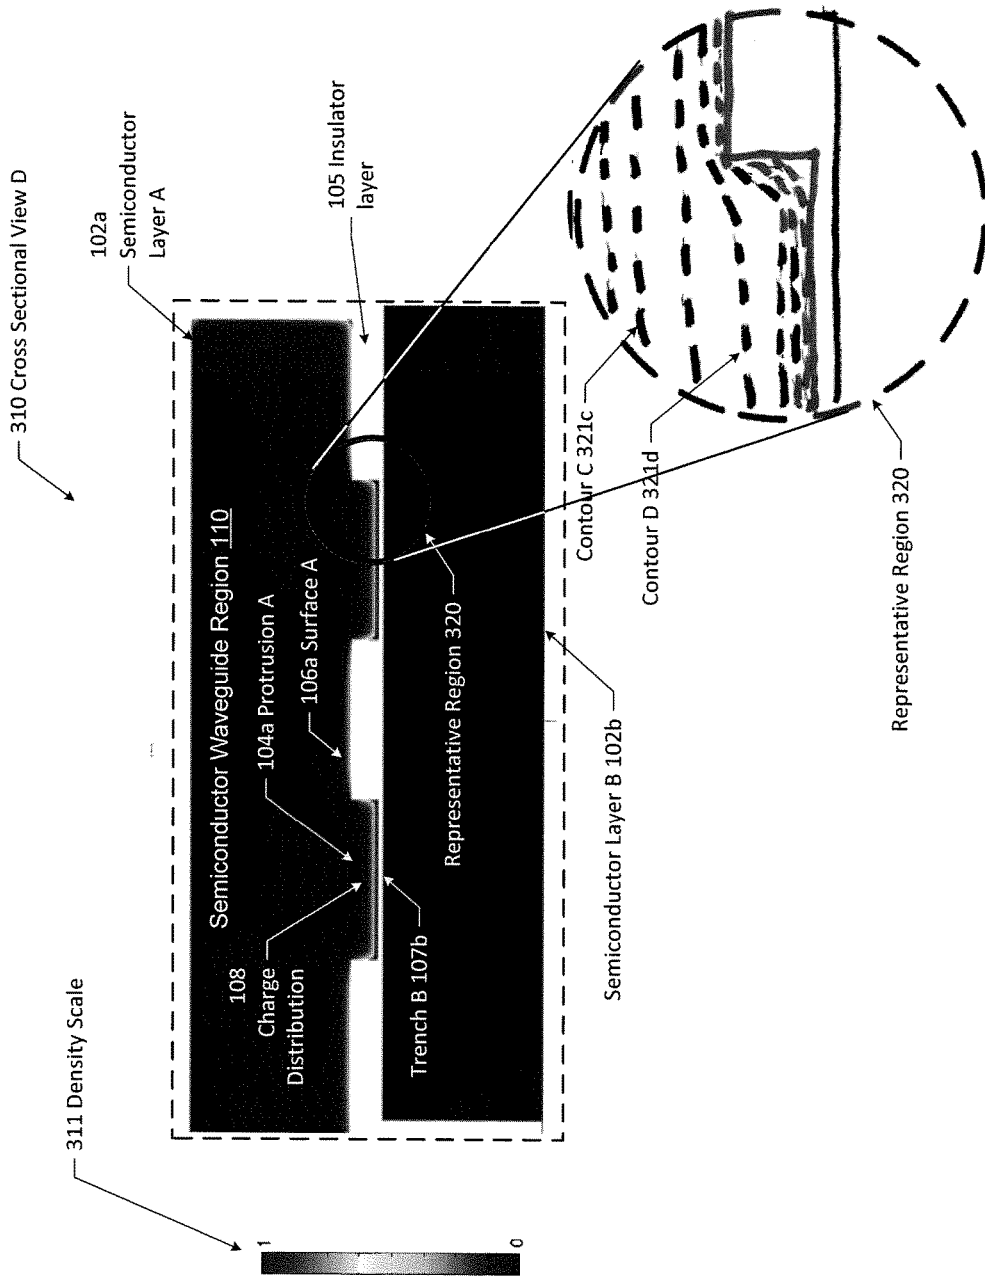 310 Cross Sectional View D
102a
Semiconductor
Layer A
105 Insulator
layer
311 Density Scale
1
0
Semiconductor Waveguide Region 110
104a Protrusion A
106a Surface A
108
Charge
Distribution
Trench B 107b
Representative Region 320
Semiconductor Layer B 102b
Contour C 321c
Contour D 321d
Representative Region 320